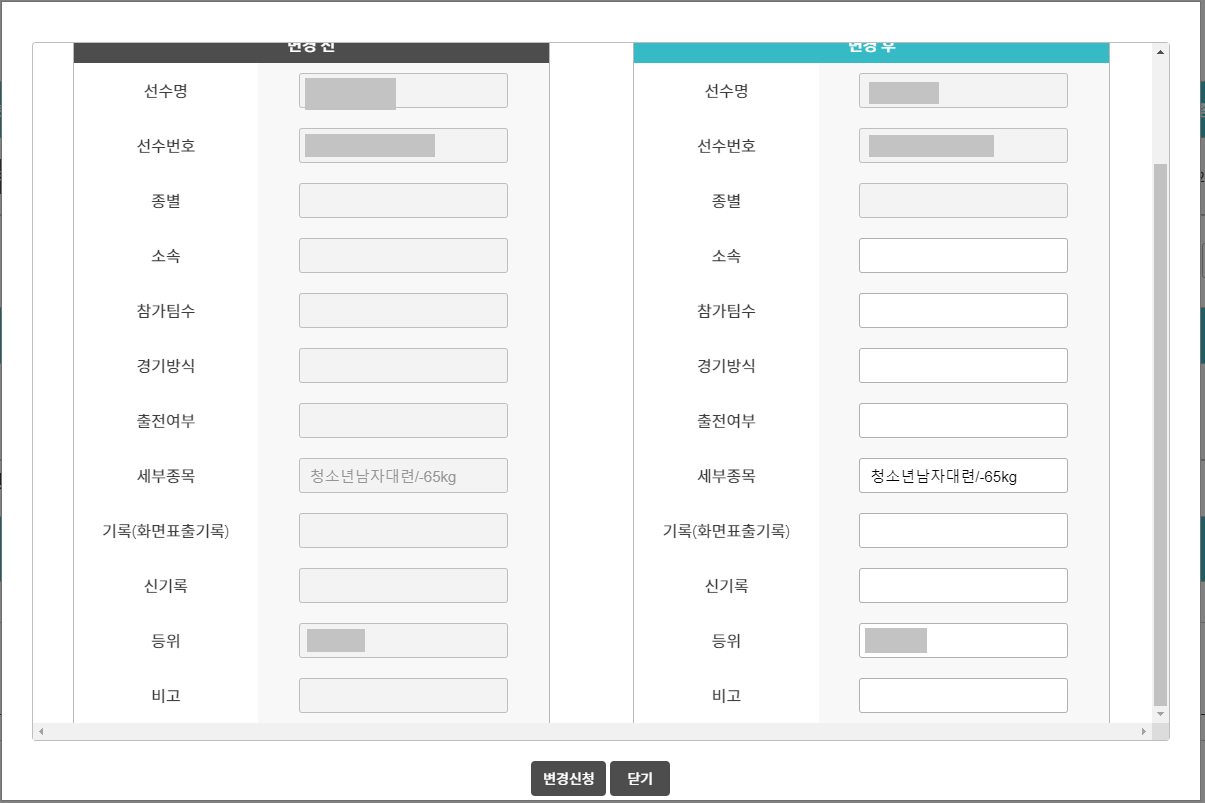 변경 전
변경 후
선수명
선수명
선수번호
선수번호
종별
종별
소속
소속
참가팀수
참가팀수
경기방식
경기방식
출전여부
출전여부
세부종목 청소년남자대련/-65kg
세부종목 청소년남자대련/-65kg
기록(화면표출기록)
기록(화면표출기록)
신기록
신기록
등위
등위
비고
비고
변경신청 닫기